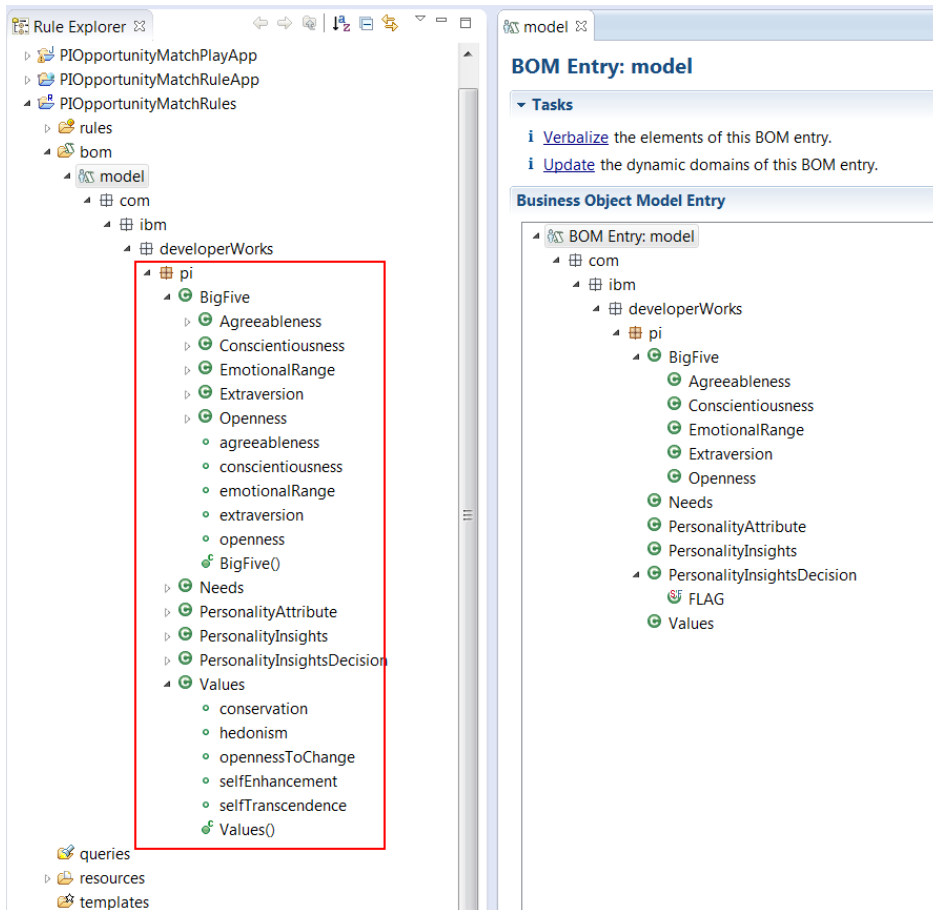 Rule Explorer
PIOpportunityMatchPlayApp
PIOpportunityMatchRuleApp
PIOpportunityMatchRules
rules
bom
model
com
ibm
developerWorks
pi
BigFive
Agreeableness
Conscientiousness
EmotionalRange
Extraversion
Openness
agreeableness
conscientiousness
emotionalRange
extraversion
openness
BigFive()
Needs
PersonalityAttribute
PersonalityInsights
PersonalityInsightsDecision
Values
conservation
hedonism
opennessToChange
selfEnhancement
selfTranscendence
Values()
queries
resources
templates
model
BOM Entry: model
Tasks
Verbalize the elements of this BOM entry.
Update the dynamic domains of this BOM entry.
Business Object Model Entry
BOM Entry: model
com
ibm
developerWorks
pi
BigFive
Agreeableness
Conscientiousness
EmotionalRange
Extraversion
Openness
Needs
PersonalityAttribute
PersonalityInsights
PersonalityInsightsDecision
FLAG
Values